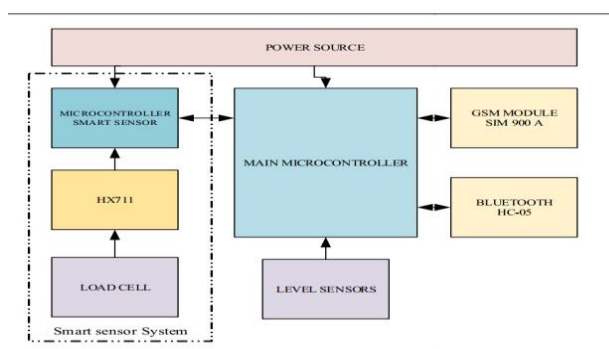 POWER SOURCE
MICROCONTROLLER
SMART SENSOR
MAIN MICROCONTROLLER
GSM MODULE
SIM 900 A
HX711
BLUETOOTH
HC-05
LOAD CELL
LEVEL SENSORS
Smart sensor System